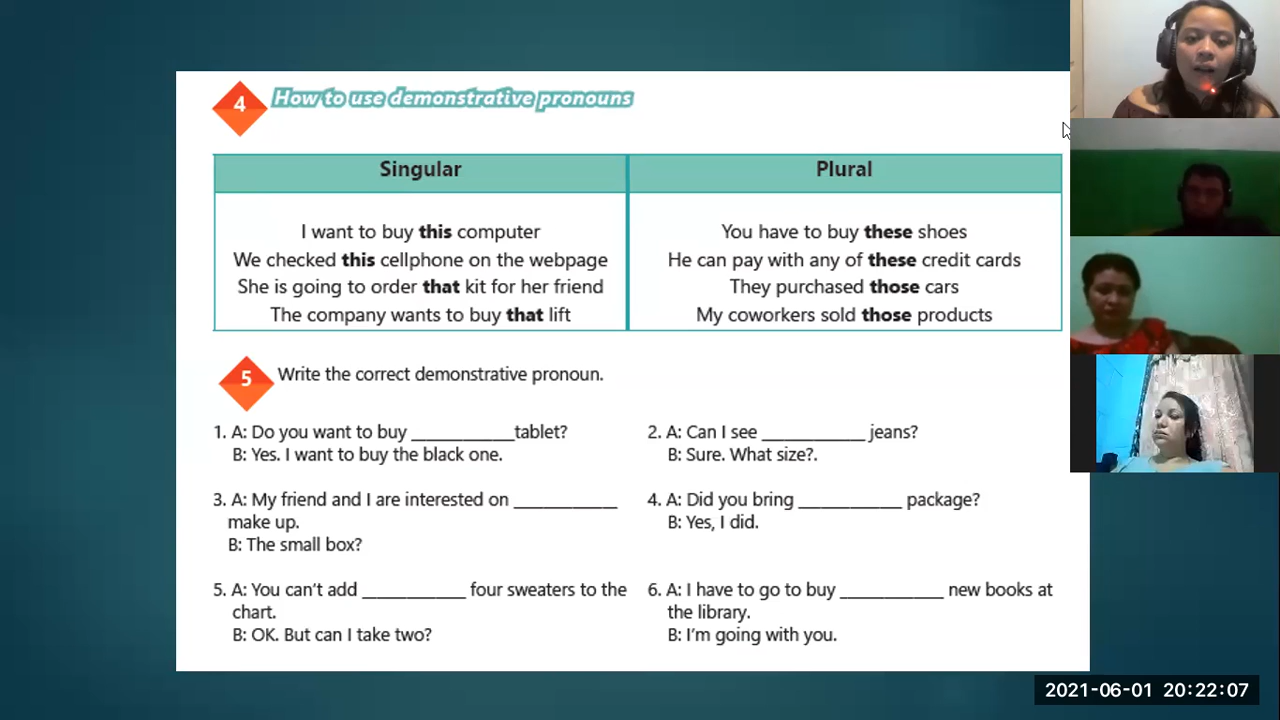 4 How to use demonstrative pronouns
Singular Plural
I want to buy this computer You have to buy these shoes
We checked this cellphone on the webpage He can pay with any of these credit cards
She is going to order that kit for her friend They purchased those cars
The company wants to buy that lift My coworkers sold those products
5 Write the correct demonstrative pronoun.
1. A: Do you want to buy ___________tablet?
B: Yes. I want to buy the black one.
2. A: Can I see ___________ jeans?
B: Sure. What size?.
3. A: My friend and I are interested on ___________
make up.
B: The small box?
4. A: Did you bring ___________ package?
B: Yes, I did.
5. A: You can't add ___________ four sweaters to the
chart.
B: OK. But can I take two?
6. A: I have to go to buy ___________ new books at
the library.
B: I'm going with you.
2021-06-01 20:22:07